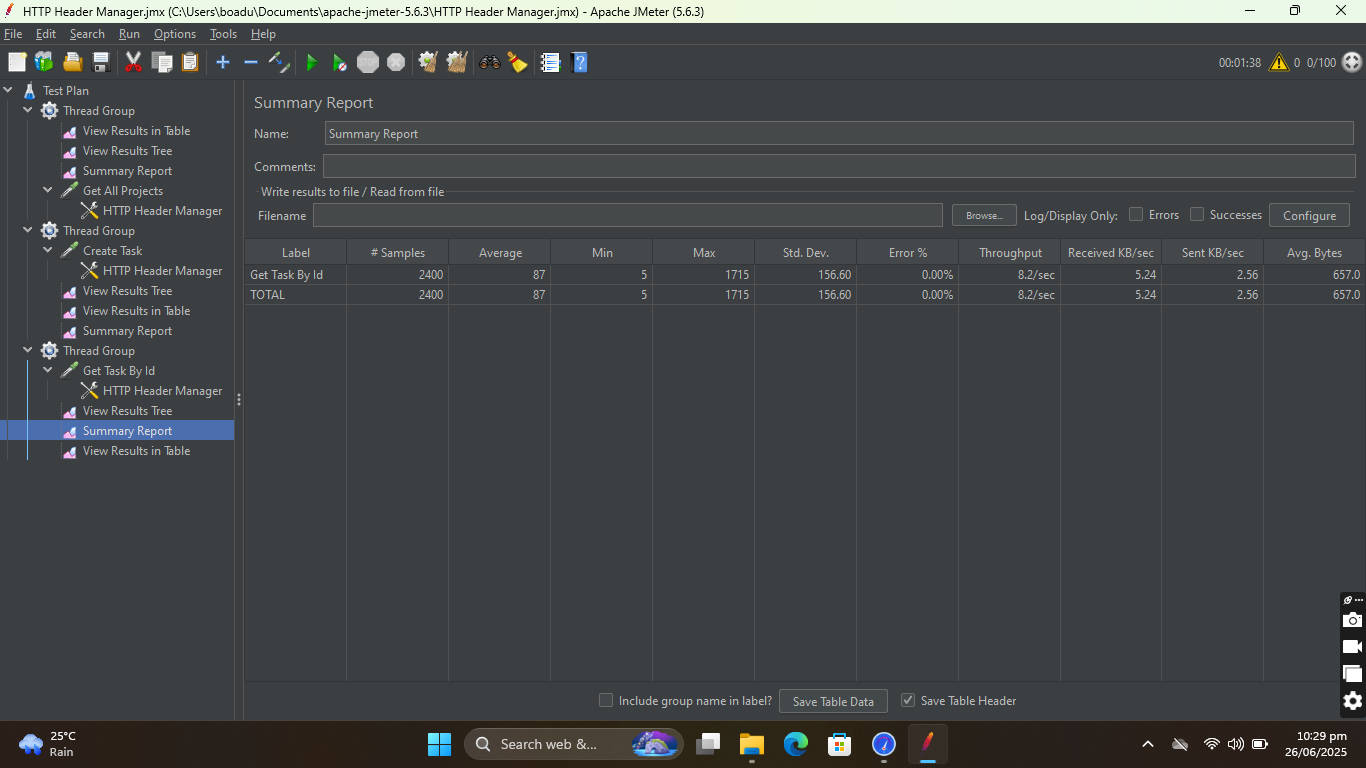 HTTP Header Manager.jmx (C:\Users\boadu\Documents\apache-jmeter-5.6.3\HTTP Header Manager.jmx) - Apache JMeter (5.6.3)
File Edit Search Run Options Tools Help
STOP 00:01:38 0 0/100
Test Plan
Thread Group
View Results in Table
View Results Tree
Summary Report
Get All Projects
HTTP Header Manager
Thread Group
Create Task
HTTP Header Manager
View Results Tree
View Results in Table
Summary Report
Thread Group
Get Task By Id
HTTP Header Manager
View Results Tree
Summary Report
View Results in Table
Summary Report
Name: Summary Report
Comments:
Write results to file / Read from file
Filename Browse... Log/Display Only: Errors Successes Configure
Label # Samples Average Min Max Std. Dev. Error % Throughput Received KB/sec Sent KB/sec Avg. Bytes
Get Task By Id 2400 87 5 1715 156.60 0.00% 8.2/sec 5.24 2.56 657.0
TOTAL 2400 87 5 1715 156.60 0.00% 8.2/sec 5.24 2.56 657.0
Include group name in label? Save Table Data Save Table Header
25°C
Rain
Search web &...
10:29 pm
26/06/2025